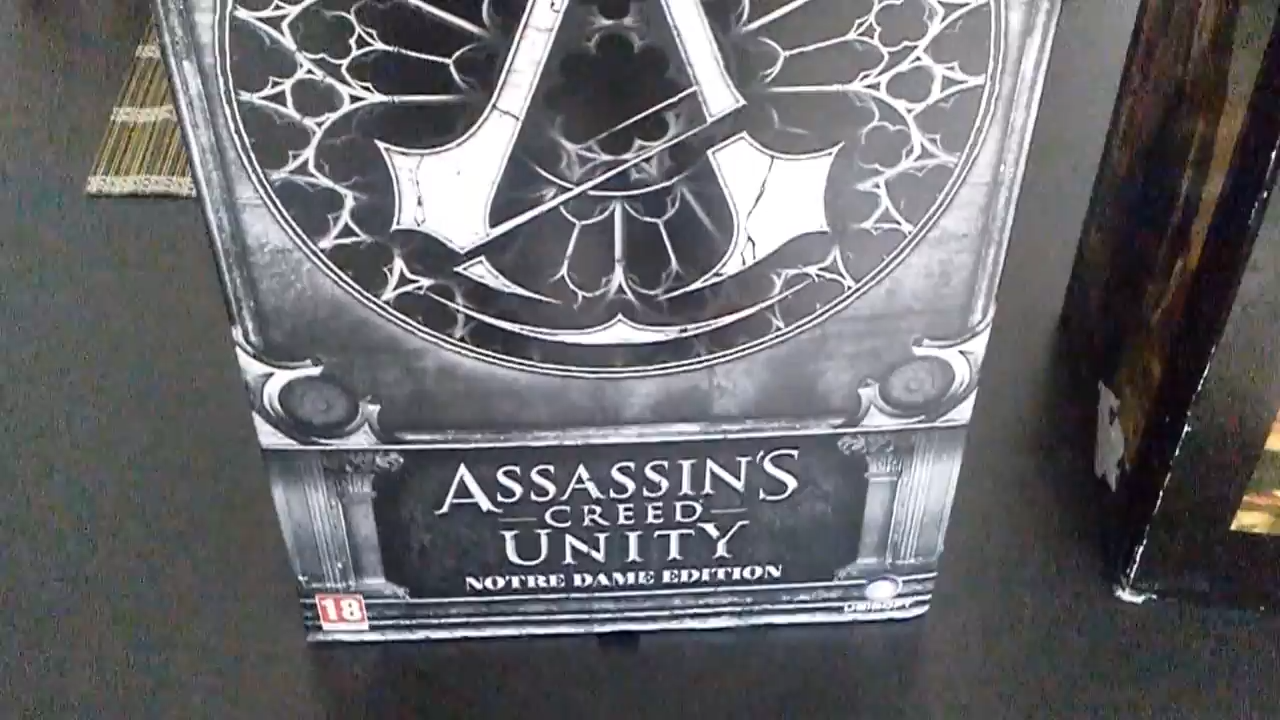 ASSASSIN'S
CREED
UNITY
NOTRE DAME EDITION
18
UBISOFT